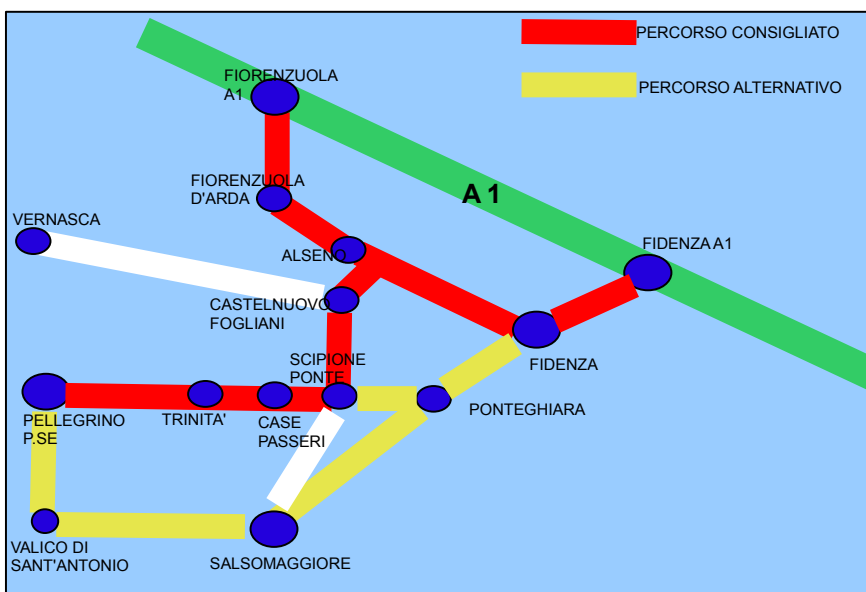 PERCORSO CONSIGLIATO
FIORENZUOLA
A1
PERCORSO ALTERNATIVO
FIORENZUOLA
D'ARDA
A 1
VERNASCA
FIDENZA A1
ALSENO
CASTELNUOVO
FOGLIANI
SCIPIONE
PONTE
FIDENZA
PELLEGRINO
P.SE
TRINITA'
CASE
PASSERI
PONTEGHIARA
VALICO DI
SANT'ANTONIO
SALSOMAGGIORE